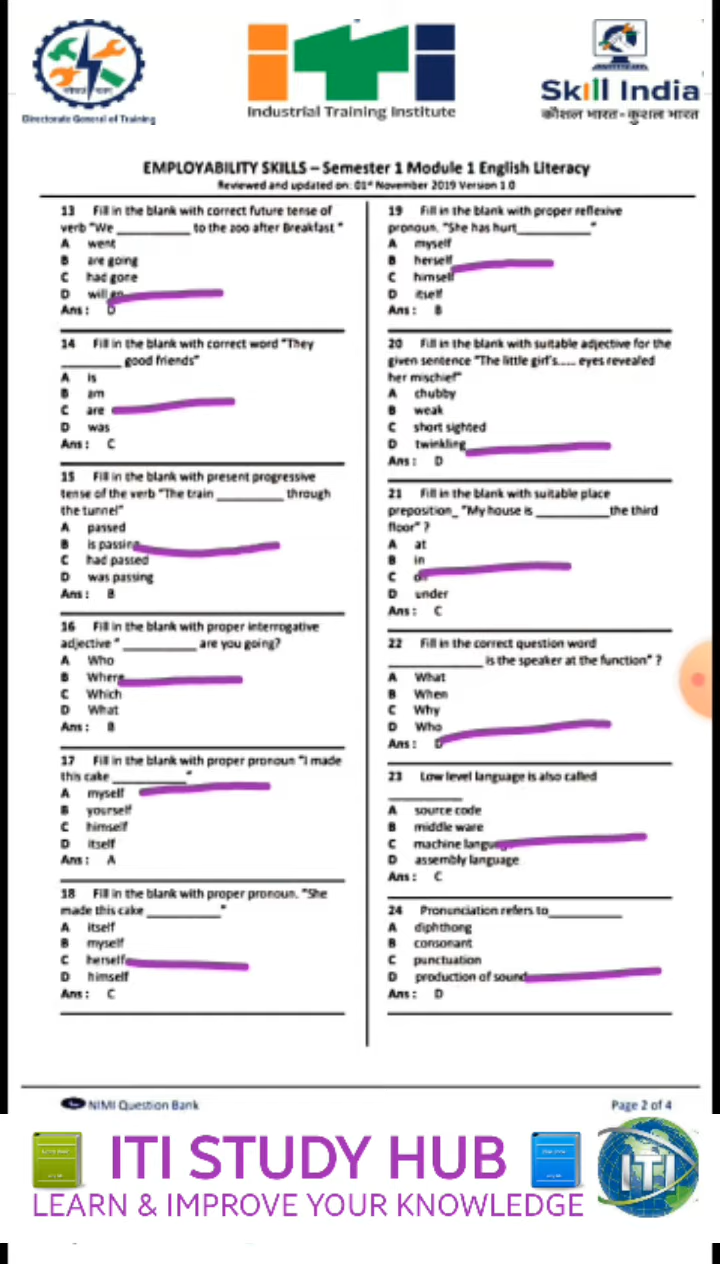 Directorate General of Training
Industrial Training Institute
Skill India
कौशल भारत-कुशल भारत
EMPLOYABILITY SKILLS – Semester 1 Module 1 English Literacy
Reviewed and updated on: 01st November 2019 Version 1.0
13 Fill in the blank with correct future tense of
verb "We __________ to the zoo after Breakfast "
A went
B are going
C had gone
D will go
Ans : D
14 Fill in the blank with correct word "They
________ good friends"
A is
B am
C are
D was
Ans : C
15 Fill in the blank with present progressive
tense of the verb "The train _________ through
the tunnel"
A passed
B is passing
C had passed
D was passing
Ans : B
16 Fill in the blank with proper interrogative
adjective " __________ are you going?
A Who
B Where
C Which
D What
Ans : B
17 Fill in the blank with proper pronoun "I made
this cake __________"
A myself
B yourself
C himself
D itself
Ans : A
18 Fill in the blank with proper pronoun. "She
made this cake __________"
A itself
B myself
C herself
D himself
Ans : C
19 Fill in the blank with proper reflexive
pronoun. "She has hurt__________"
A myself
B herself
C himself
D itself
Ans : B
20 Fill in the blank with suitable adjective for the
given sentence "The little girl's..... eyes revealed
her mischief"
A chubby
B weak
C short sighted
D twinkling
Ans : D
21 Fill in the blank with suitable place
preposition_ "My house is __________the third
floor" ?
A at
B in
C on
D under
Ans : C
22 Fill in the correct question word
_____________ is the speaker at the function" ?
A What
B When
C Why
D Who
Ans : D
23 Low level language is also called
__________
A source code
B middle ware
C machine language
D assembly language
Ans : C
24 Pronunciation refers to__________
A diphthong
B consonant
C punctuation
D production of sound
Ans : D
NIMI Question Bank
Page 2 of 4
ITI STUDY HUB
ITI
LEARN & IMPROVE YOUR KNOWLEDGE